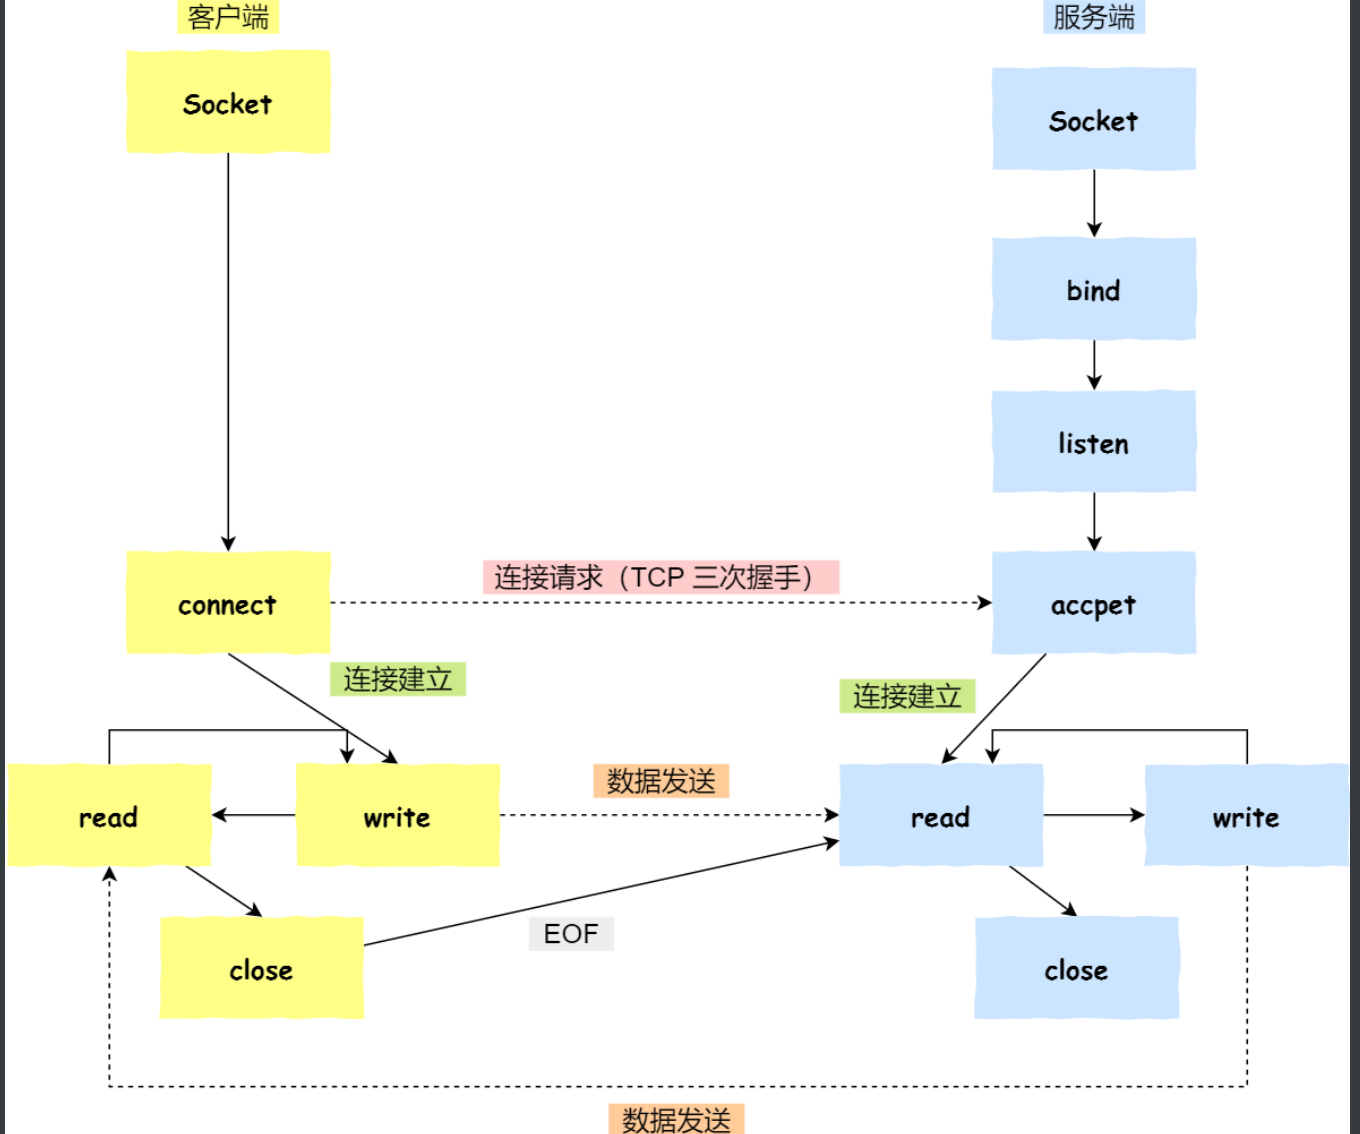 客户端
服务端
Socket
Socket
bind
listen
连接请求（TCP 三次握手）
connect
accpet
连接建立
连接建立
数据发送
read
write
read
write
EOF
close
close
数据发送